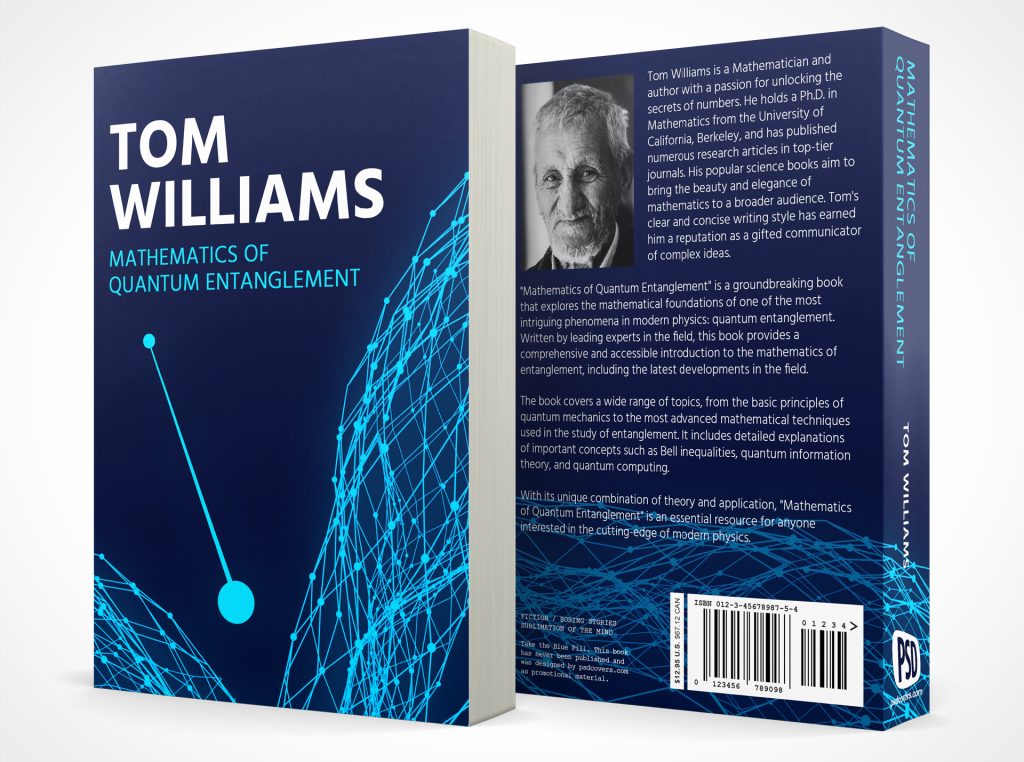 TOM
WILLIAMS
MATHEMATICS OF
QUANTUM ENTANGLEMENT
Tom Williams is a Mathematician and
author with a passion for unlocking the
secrets of numbers. He holds a Ph.D. in
Mathematics from the University of
California, Berkeley, and has published
numerous research articles in top-tier
journals. His popular science books aim to
bring the beauty and elegance of
mathematics to a broader audience. Tom's
clear and concise writing style has earned
him a reputation as a gifted communicator
of complex ideas.
"Mathematics of Quantum Entanglement" is a groundbreaking book
that explores the mathematical foundations of one of the most
intriguing phenomena in modern physics: quantum entanglement.
Written by leading experts in the field, this book provides a
comprehensive and accessible introduction to the mathematics of
entanglement, including the latest developments in the field.
The book covers a wide range of topics, from the basic principles of
quantum mechanics to the most advanced mathematical techniques
used in the study of entanglement. It includes detailed explanations
of important concepts such as Bell inequalities, quantum information
theory, and quantum computing.
With its unique combination of theory and application, "Mathematics
of Quantum Entanglement" is an essential resource for anyone
interested in the cutting-edge of modern physics.
FICTION / BORING STORIES
SUBLIMATION OF THE MIND
Take the Blue Pill. This book
has never been published and
was designed by psdcovers.com
as promotional material.
$12.95 U.S. $67.12 CAN
ISBN 012-3-45678987-5-4
0 1 2 3 4 >
0 123456 789098
MATHEMATICS OF
QUANTUM ENTANGLEMENT
TOM WILLIAMS
PSD
psdcovers.com